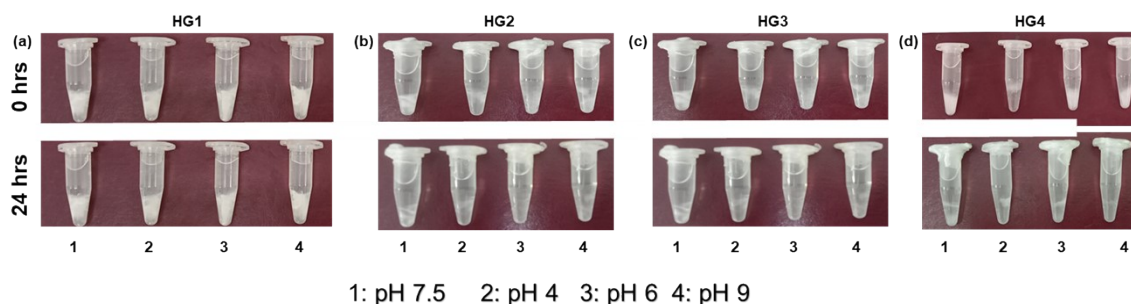 HG1 HG2 HG3 HG4
(a) (b) (c) (d)
0 hrs
24 hrs
1 2 3 4 1 2 3 4 1 2 3 4 1 2 3 4
1: pH 7.5 2: pH 4 3: pH 6 4: pH 9